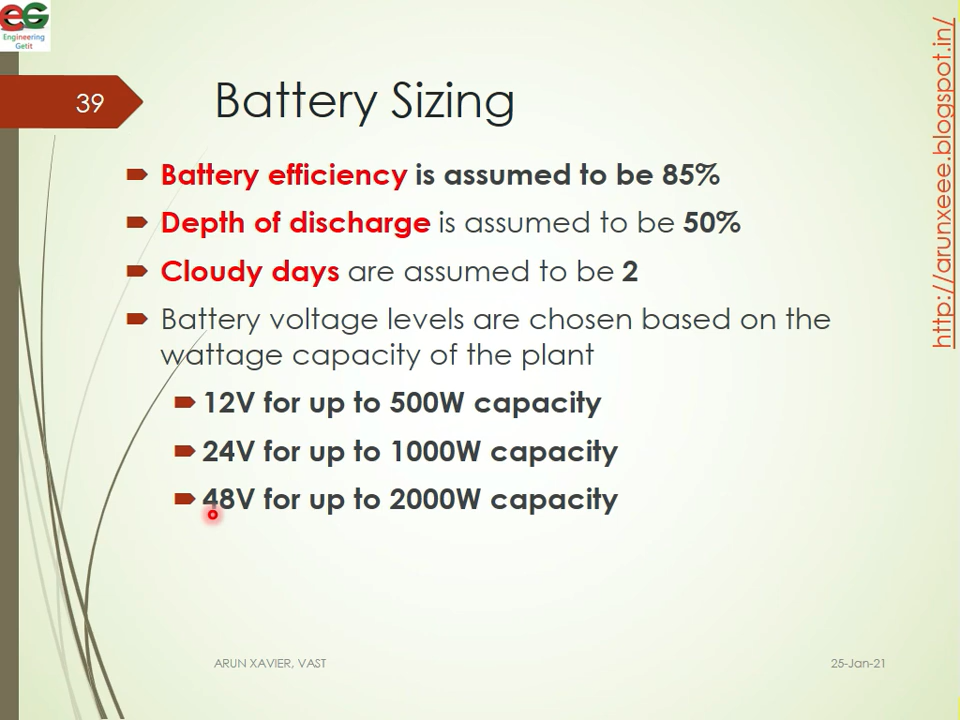 EG
Engineering
Getit
39
Battery Sizing
http://arunxeee.blogspot.in/
Battery efficiency is assumed to be 85%
Depth of discharge is assumed to be 50%
Cloudy days are assumed to be 2
Battery voltage levels are chosen based on the
wattage capacity of the plant
12V for up to 500W capacity
24V for up to 1000W capacity
48V for up to 2000W capacity
ARUN XAVIER, VAST
25-Jan-21